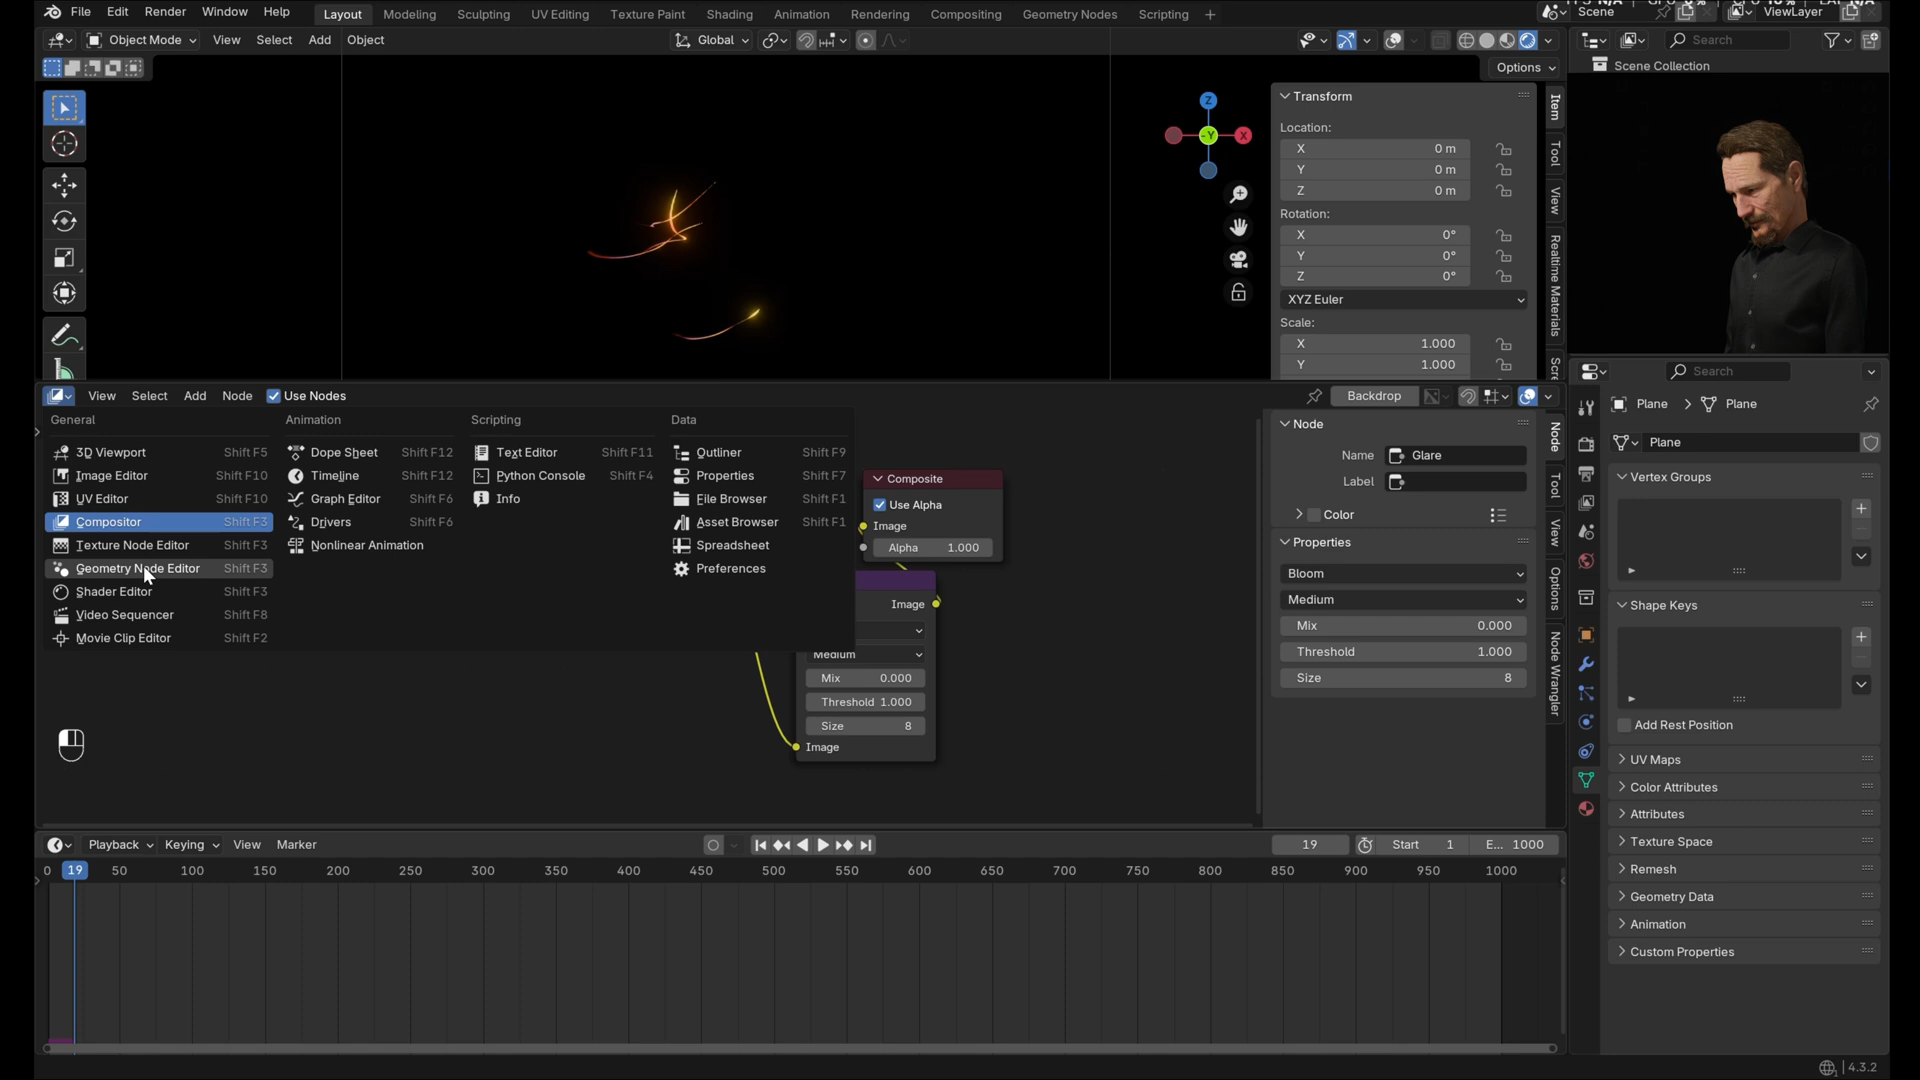 File Edit Render Window Help Layout Modeling Sculpting UV Editing Texture Paint Shading Animation Rendering Compositing Geometry Nodes Scripting + Scene ViewLayer
Object Mode View Select Add Object Global Search
Options
Scene Collection
Transform
Location:
X 0 m
Y 0 m
Z 0 m
Rotation:
X 0°
Y 0°
Z 0°
XYZ Euler
Scale:
X 1.000
Y 1.000
Z
-Y
X
Item
Tool
View
Realtime Materials
Scre
View Select Add Node Use Nodes Backdrop
General
3D Viewport Shift F5
Image Editor Shift F10
UV Editor Shift F10
Compositor Shift F3
Texture Node Editor Shift F3
Geometry Node Editor Shift F3
Shader Editor Shift F3
Video Sequencer Shift F8
Movie Clip Editor Shift F2
Animation
Dope Sheet Shift F12
Timeline Shift F12
Graph Editor Shift F6
Drivers Shift F6
Nonlinear Animation
Scripting
Text Editor Shift F11
Python Console Shift F4
Info
Data
Outliner Shift F9
Properties Shift F7
File Browser Shift F1
Asset Browser Shift F1
Spreadsheet
Preferences
Composite
Use Alpha
Image
Alpha 1.000
Image
Medium
Mix 0.000
Threshold 1.000
Size 8
Image
Node
Name Glare
Label
Color
Properties
Bloom
Medium
Mix 0.000
Threshold 1.000
Size 8
Node
Tool
View
Options
Node Wrangler
Search
Plane > Plane
Plane
Vertex Groups
Shape Keys
Add Rest Position
UV Maps
Color Attributes
Attributes
Texture Space
Remesh
Geometry Data
Animation
Custom Properties
Playback Keying View Marker 19 Start 1 E... 1000
0 19 50 100 150 200 250 300 350 400 450 500 550 600 650 700 750 800 850 900 950 1000
4.3.2